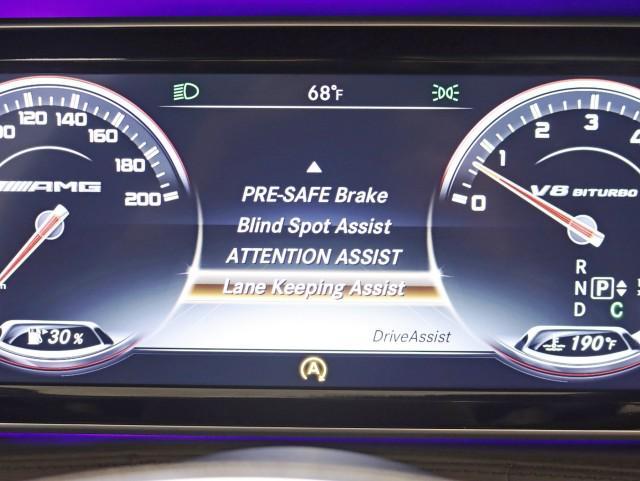 68°F
120 140
160
180
200
AMG
30%
PRE-SAFE Brake
Blind Spot Assist
ATTENTION ASSIST
Lane Keeping Assist
DriveAssist
A
0
1
2
3
4
V8 BITURBO
R
N P
D C
190°F